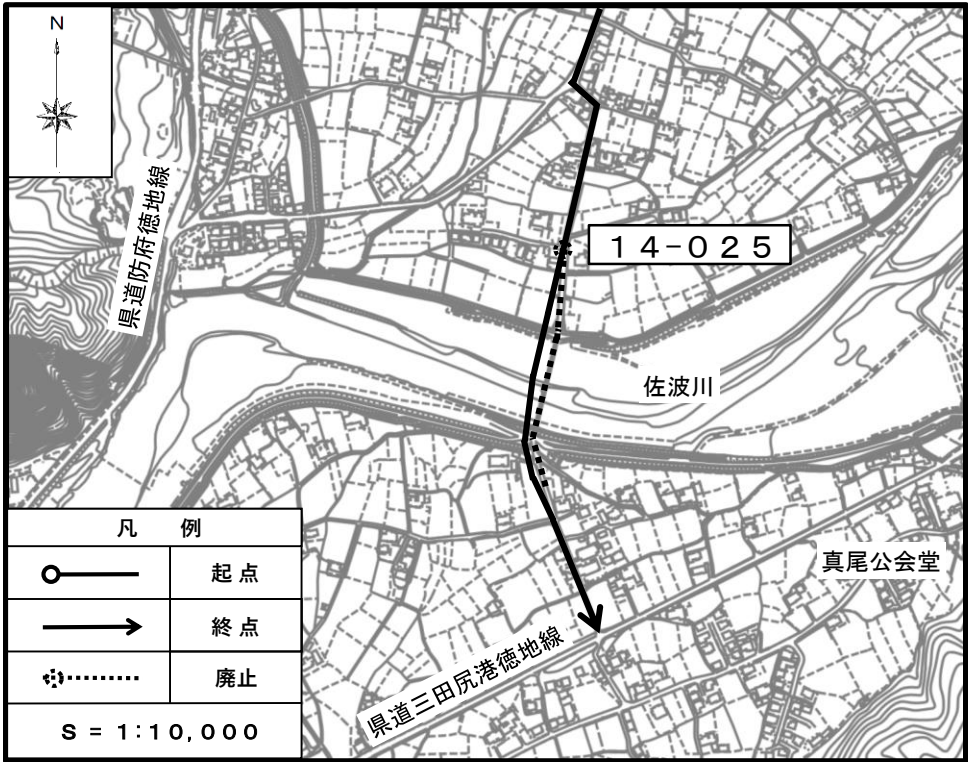 N
県道防府徳地線
14-025
佐波川
真尾公会堂
県道三田尻港徳地線
凡 例
起点
終点
廃止
S = 1:10,000